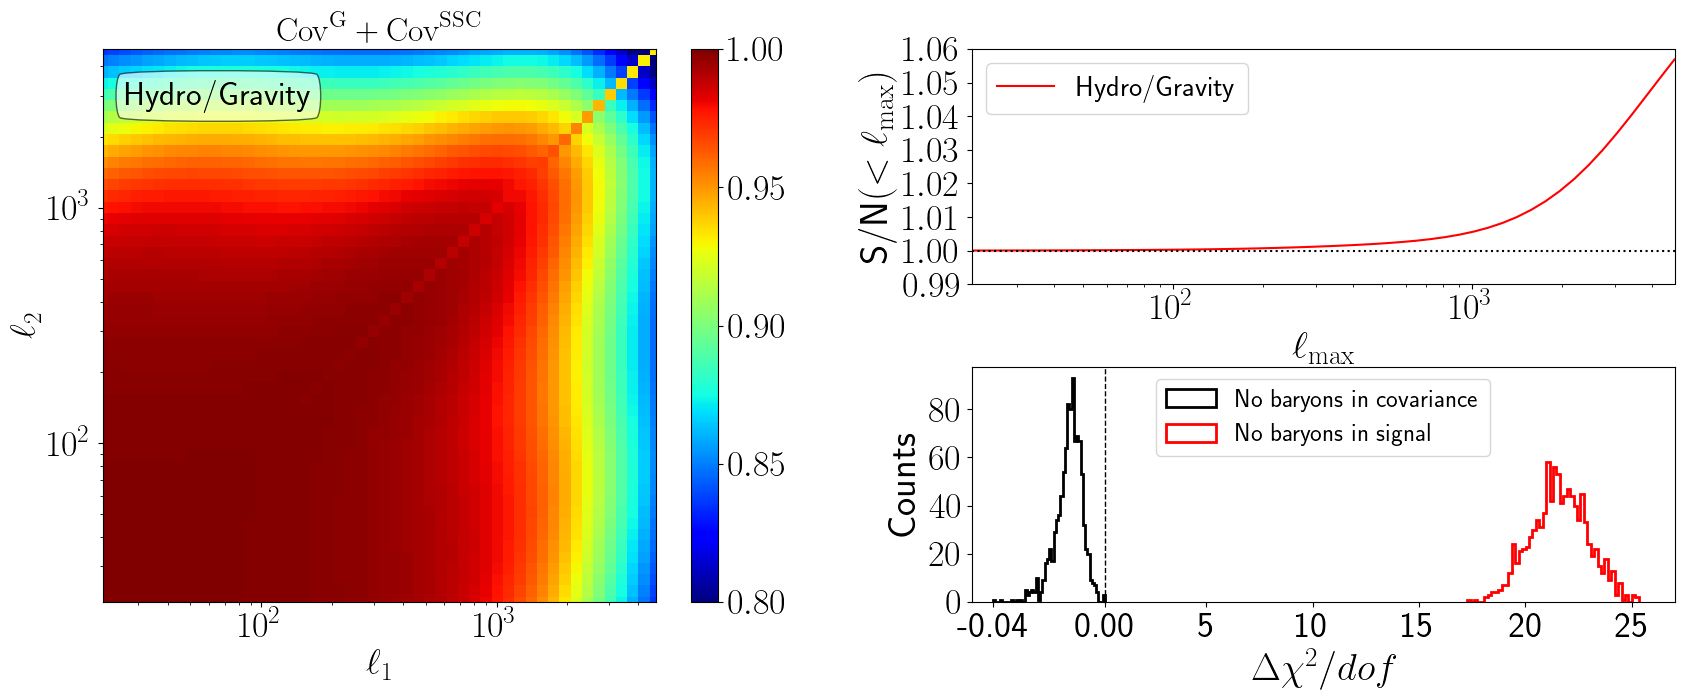 Cov^G + Cov^SSC
Hydro/Gravity
10^3
10^2
ℓ_2
10^2
10^3
ℓ_1
1.00
0.95
0.90
0.85
0.80
1.06
1.05
1.04
1.03
1.02
1.01
1.00
0.99
S/N(< ℓ_max)
Hydro/Gravity
10^2
10^3
ℓ_max
80
60
40
20
0
Counts
No baryons in covariance
No baryons in signal
-0.04
0.00
5
10
15
20
25
Δχ^2/dof